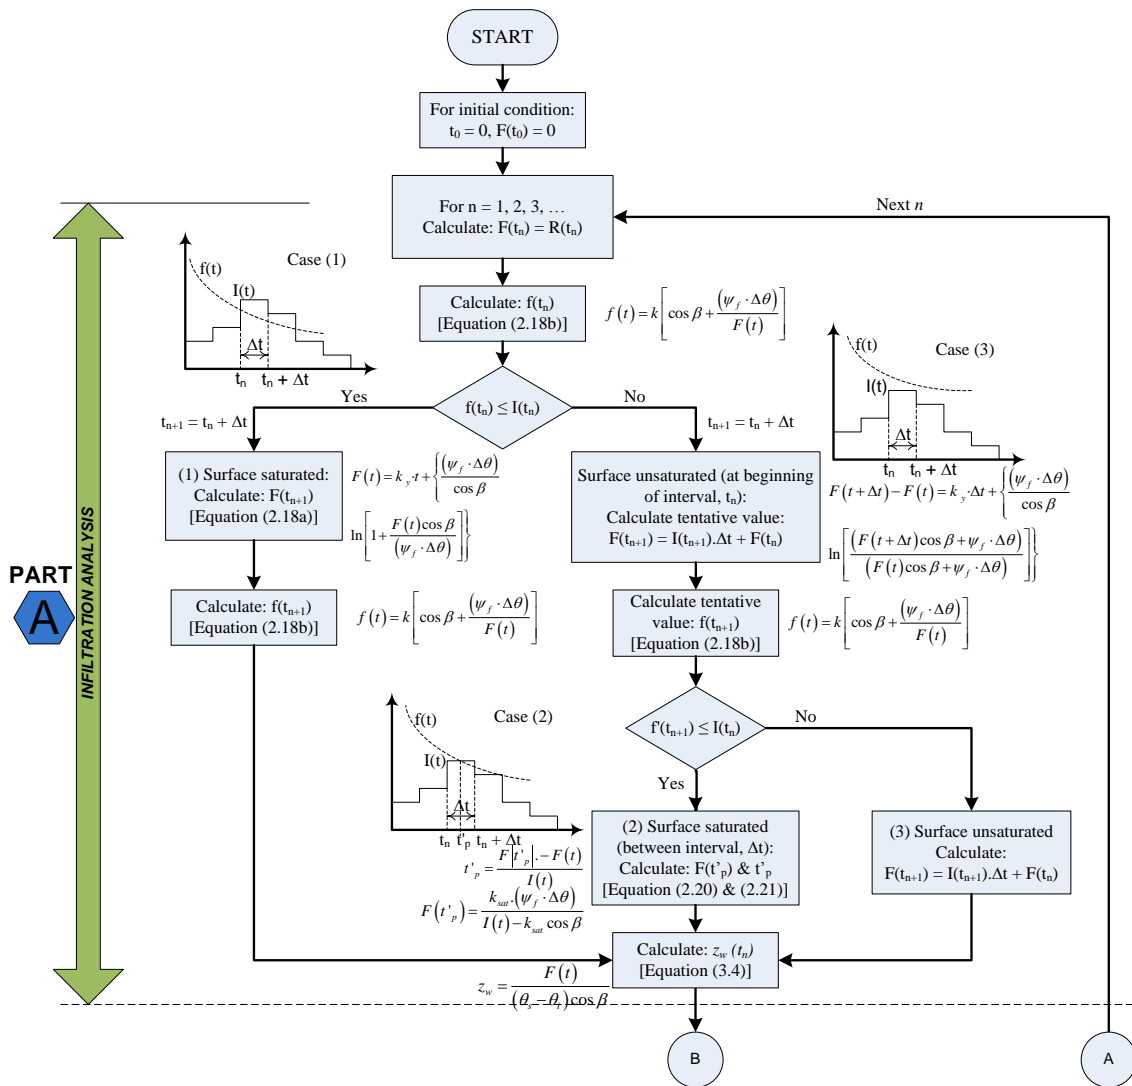 START
For initial condition:
t₀ = 0, F(t₀) = 0
For n = 1, 2, 3, …
Calculate: F(tₙ) = R(tₙ)
Next n
Case (1)
f(t)
I(t)
Δt
tₙ tₙ + Δt
Calculate: f(tₙ)
[Equation (2.18b)]
f(t) = k[cos β + (ψ_f · Δθ) / F(t)]
Case (3)
f(t)
I(t)
Δt
tₙ tₙ + Δt
f(tₙ) ≤ I(tₙ)
Yes
No
tₙ₊₁ = tₙ + Δt
tₙ₊₁ = tₙ + Δt
(1) Surface saturated:
Calculate: F(tₙ₊₁)
[Equation (2.18a)]
F(t) = k_y · t + {(ψ_f · Δθ) / cos β
ln[1 + F(t) cos β / (ψ_f · Δθ)]}
Surface unsaturated (at beginning
of interval, tₙ):
Calculate tentative value:
F(tₙ₊₁) = I(tₙ₊₁).Δt + F(tₙ)
F(t + Δt) − F(t) = k_y · Δt + {(ψ_f · Δθ) / cos β
ln[(F(t + Δt) cos β + ψ_f · Δθ) / (F(t) cos β + ψ_f · Δθ)]}
PART
A
INFILTRATION ANALYSIS
Calculate: f(tₙ₊₁)
[Equation (2.18b)]
f(t) = k[cos β + (ψ_f · Δθ) / F(t)]
Calculate tentative
value: f(tₙ₊₁)
[Equation (2.18b)]
f(t) = k[cos β + (ψ_f · Δθ) / F(t)]
Case (2)
f(t)
I(t)
Δt
tₙ t'ₚ tₙ + Δt
f'(tₙ₊₁) ≤ I(tₙ)
No
Yes
t'ₚ = F|t'ₚ|.− F(t) / I(t)
F(t'ₚ) = k_sat.(ψ_f · Δθ) / I(t) − k_sat cos β
(2) Surface saturated
(between interval, Δt):
Calculate: F(t’ₚ) & t’ₚ
[Equation (2.20) & (2.21)]
(3) Surface unsaturated
Calculate:
F(tₙ₊₁) = I(tₙ₊₁).Δt + F(tₙ)
Calculate: z_w (tₙ)
[Equation (3.4)]
z_w = F(t) / (θ_s − θ_i) cos β
B
A